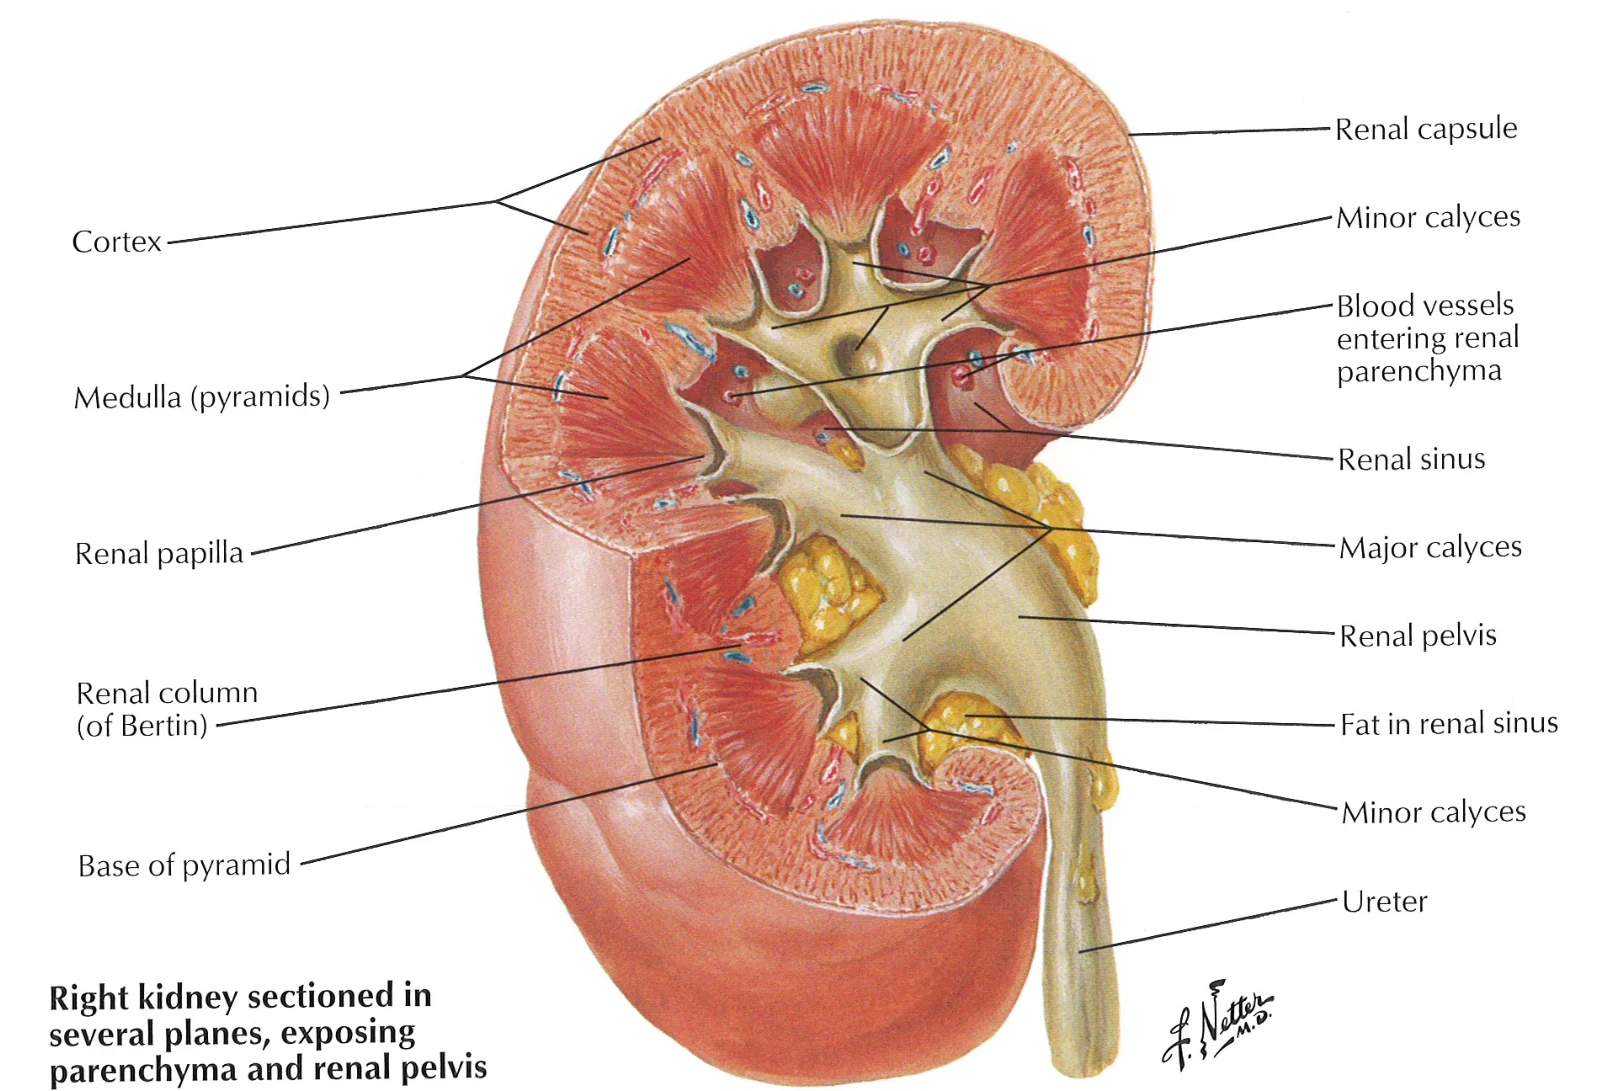 Cortex
Medulla (pyramids)
Renal papilla
Renal column
(of Bertin)
Base of pyramid
Right kidney sectioned in
several planes, exposing
parenchyma and renal pelvis
Renal capsule
Minor calyces
Blood vessels
entering renal
parenchyma
Renal sinus
Major calyces
Renal pelvis
Fat in renal sinus
Minor calyces
Ureter
F. Netter
M.D.